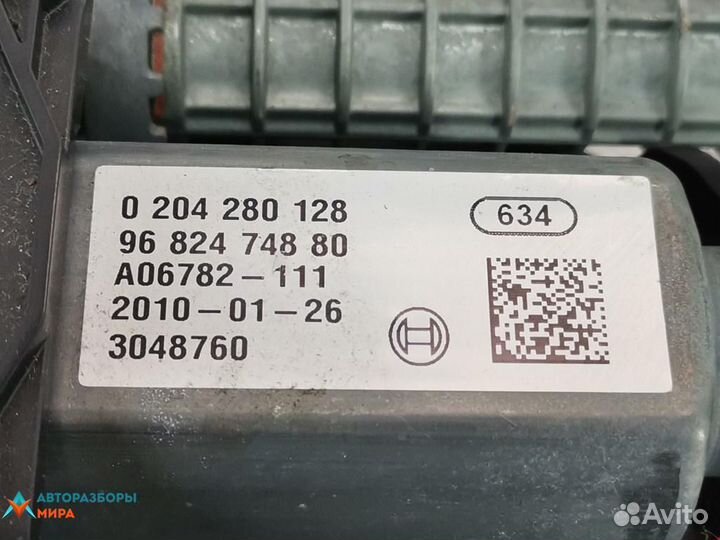 0 204 280 128
634
96 824 748 80
A06782-111
2010-01-26
3048760
АВТОРАЗБОРЫ
МИРА
Avito